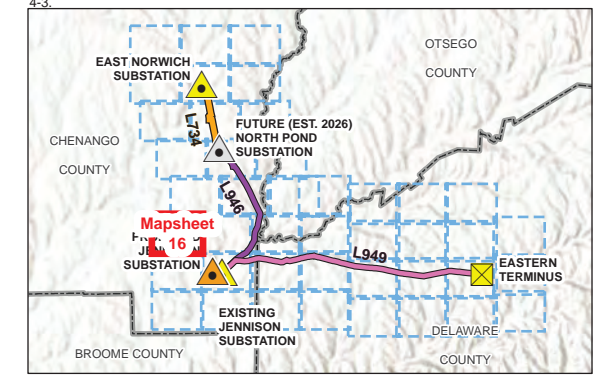 4-3.
OTSEGO
COUNTY
EAST NORWICH
SUBSTATION
L734
FUTURE (EST. 2026)
NORTH POND
SUBSTATION
CHENANGO
COUNTY
L946
Mapsheet
16
SUBSTATION
L949
EASTERN
TERMINUS
EXISTING
JENNISON
SUBSTATION
DELAWARE
COUNTY
BROOME COUNTY